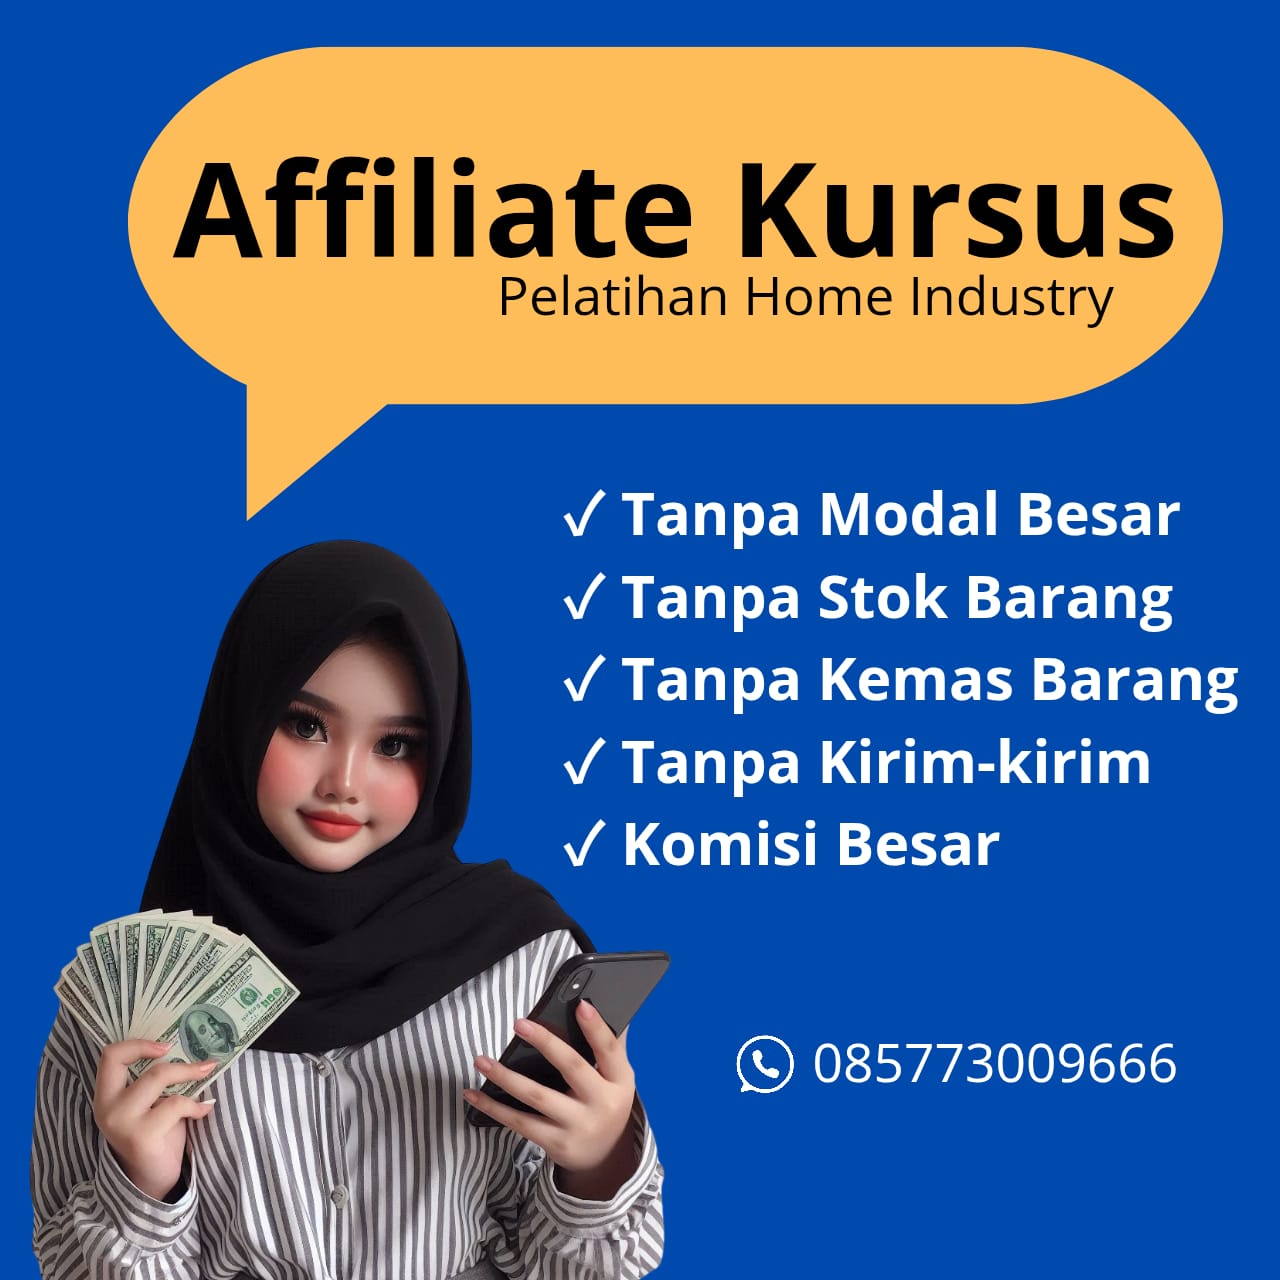 Affiliate Kursus
Pelatihan Home Industry
✓ Tanpa Modal Besar
✓ Tanpa Stok Barang
✓ Tanpa Kemas Barang
✓ Tanpa Kirim-kirim
✓ Komisi Besar
085773009666